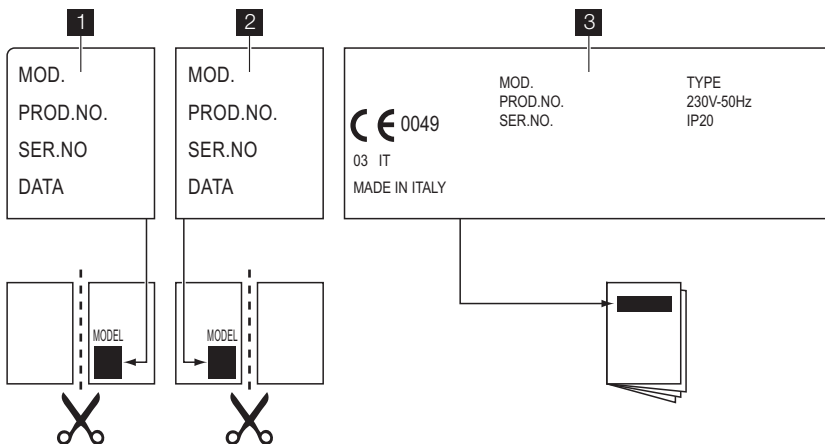 1
2
3
MOD.
PROD.NO.
SER.NO
DATA
MOD.
PROD.NO.
SER.NO
DATA
MOD.
PROD.NO.
SER.NO.
TYPE
230V-50Hz
IP20
CE 0049
03 IT
MADE IN ITALY
MODEL
MODEL